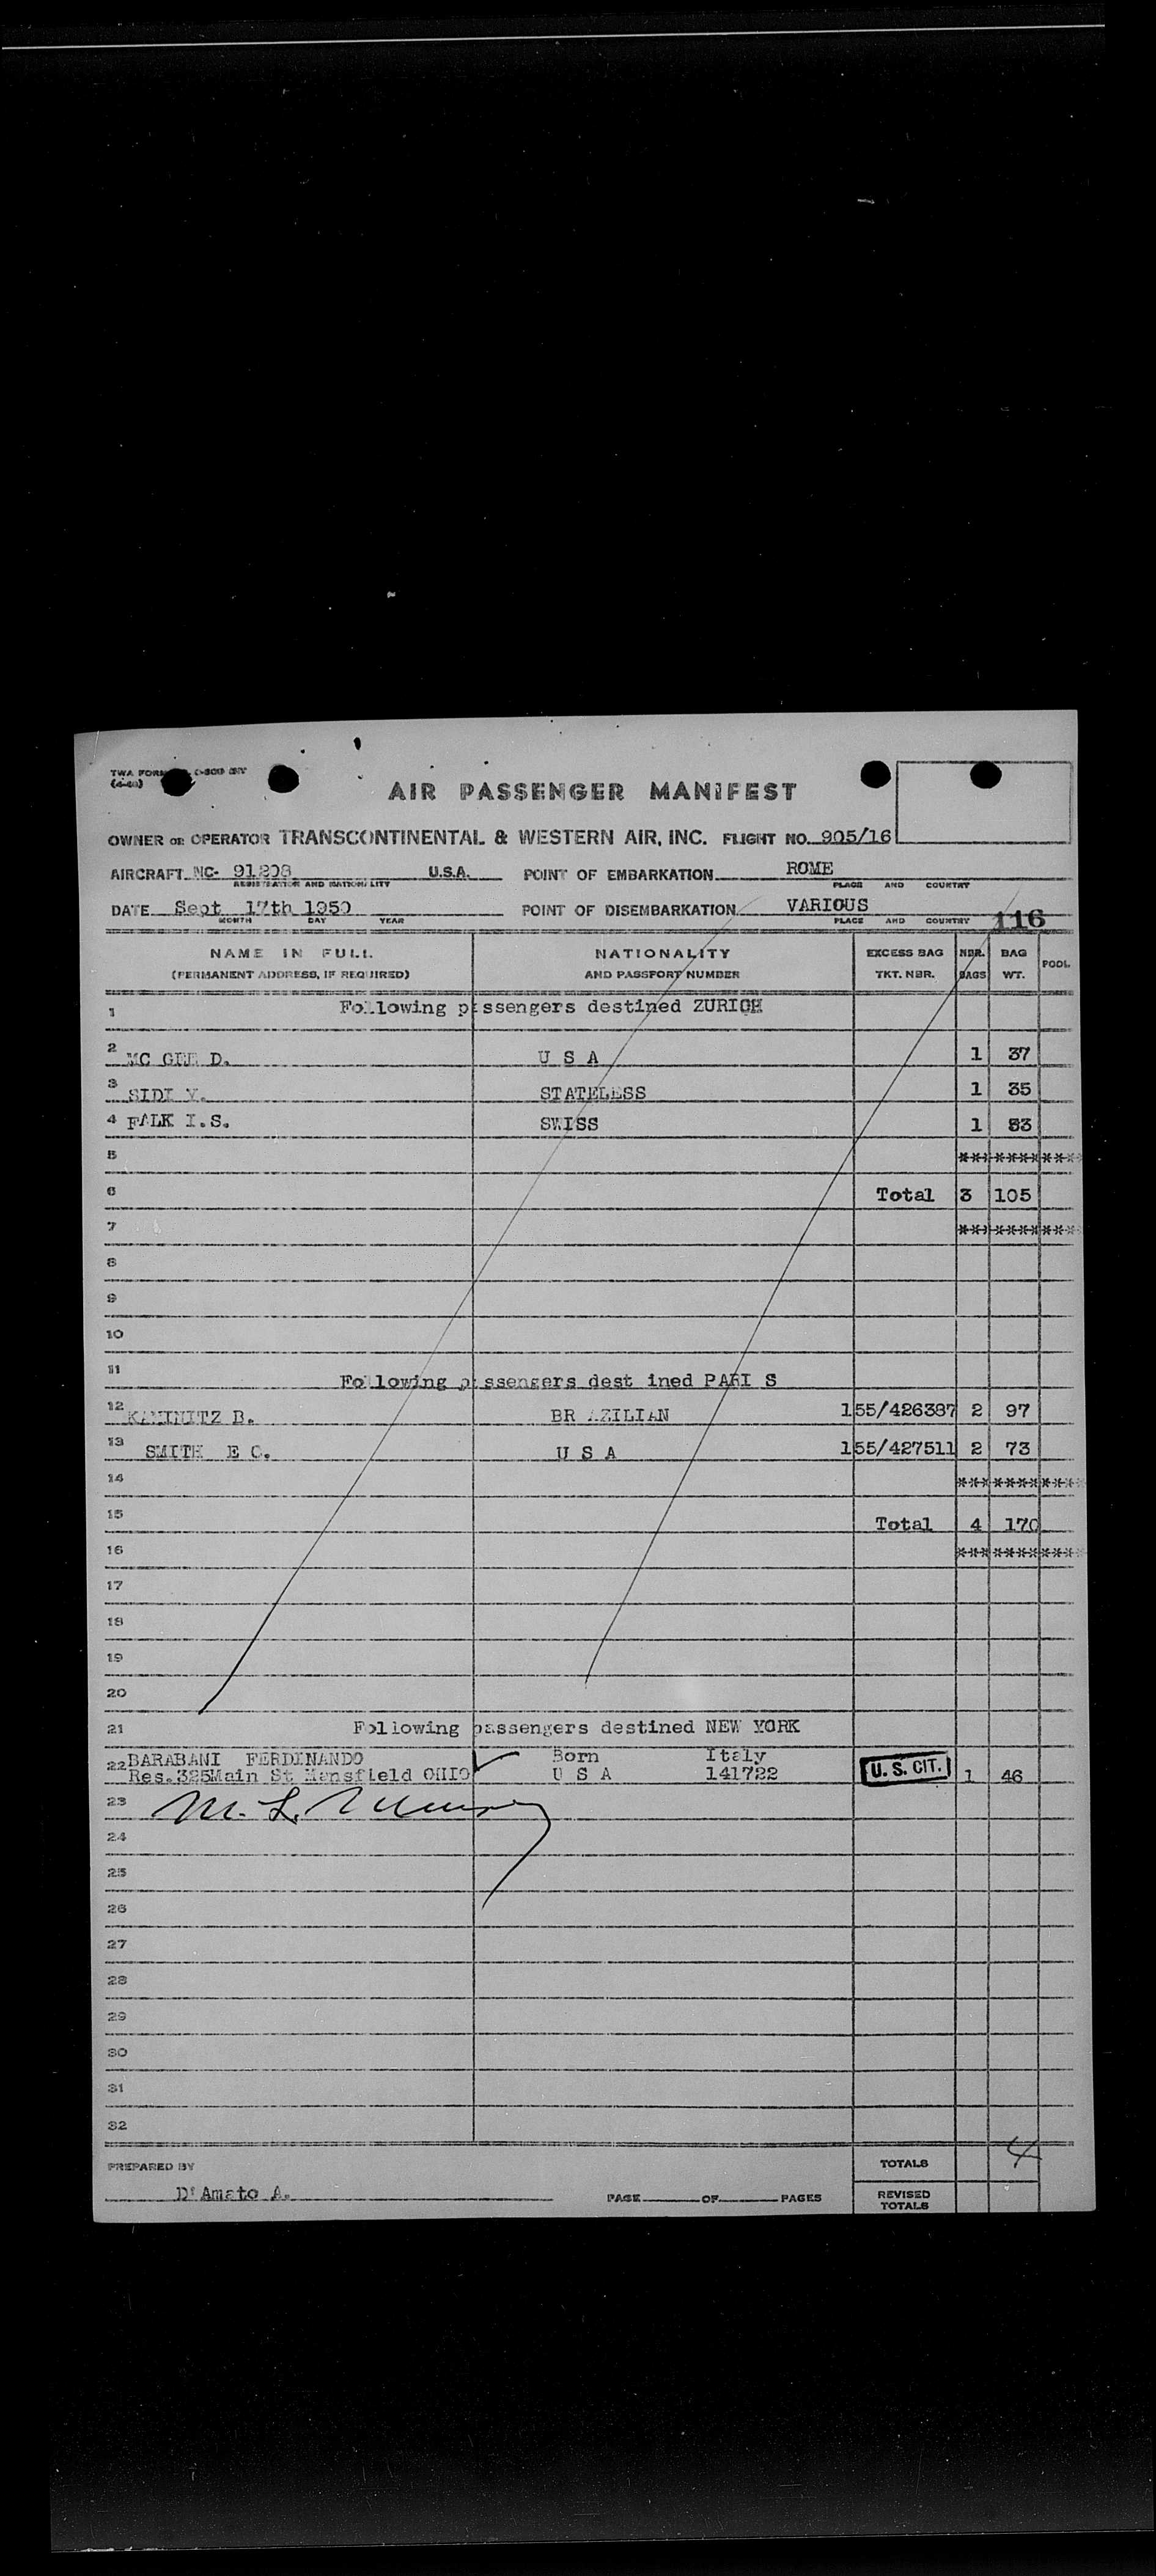 TWA FORM
AIR PASSENGER MANIFEST
OWNER OR OPERATOR TRANSCONTINENTAL & WESTERN AIR, INC. FLIGHT NO. 905/16
AIRCRAFT NC- 91208 U.S.A. POINT OF EMBARKATION ROME
REGISTRATION AND NATIONALITY PLACE AND COUNTRY
DATE Sept 17th 1950 POINT OF DISEMBARKATION VARIOUS
MONTH DAY YEAR PLACE AND COUNTRY 116
NAME IN FULL NATIONALITY EXCESS BAG NBR. BAG POOL
(PERMANENT ADDRESS, IF REQUIRED) AND PASSPORT NUMBER TKT. NBR. BAGS WT.
1 Following passengers destined ZURICH
2 MC GEE D. U S A 1 37
3 SIDI V. STATELESS 1 35
4 FALK I.S. SWISS 1 33
5 *************
6 Total 3 105
7 *************
8
9
10
11 Following passengers dest ined PARI S
12 KAMINITZ B. BR AZILIAN 155/426387 2 97
13 SMITH E C. U S A 155/427511 2 73
14 *************
15 Total 4 170
16 *************
17
18
19
20
21 Following passengers destined NEW YORK
22 BARABANI FERDINANDO Born Italy
Res.325Main St Mansfield OHIO U S A 141722 U. S. CIT. 1 46
23 M. L.
24
25
26
27
28
29
30
31
32
PREPARED BY TOTALS 4
D'Amato A. PAGE OF PAGES REVISED
TOTALS